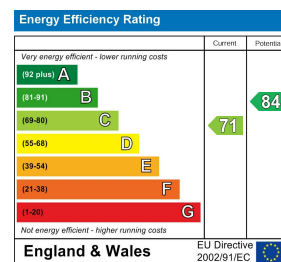 Energy Efficiency Rating
Current
Potentia
Very energy efficient - lower running costs
(92 plus) A
(81-91) B
(69-80) C
(55-68) D
(39-54) E
(21-38) F
(1-20) G
71
84
Not energy efficient - higher running costs
England & Wales
EU Directive
2002/91/EC